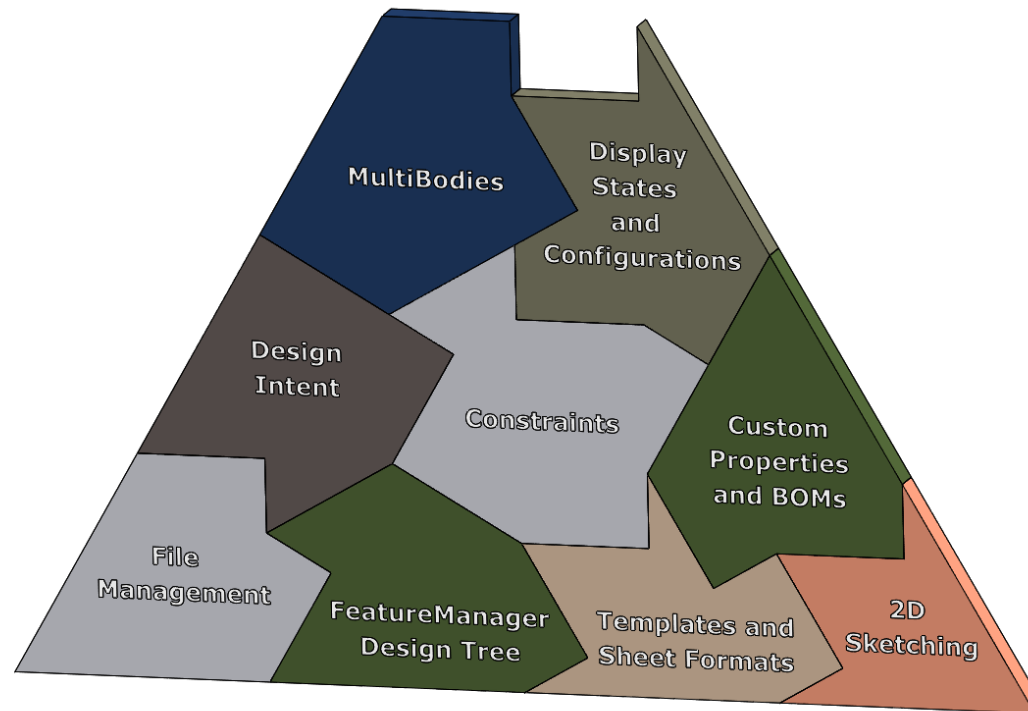 MultiBodies
Display
States
and
Configurations
Design
Intent
Constraints
Custom
Properties
and BOMs
File
Management
FeatureManager
Design Tree
Templates and
Sheet Formats
2D
Sketching